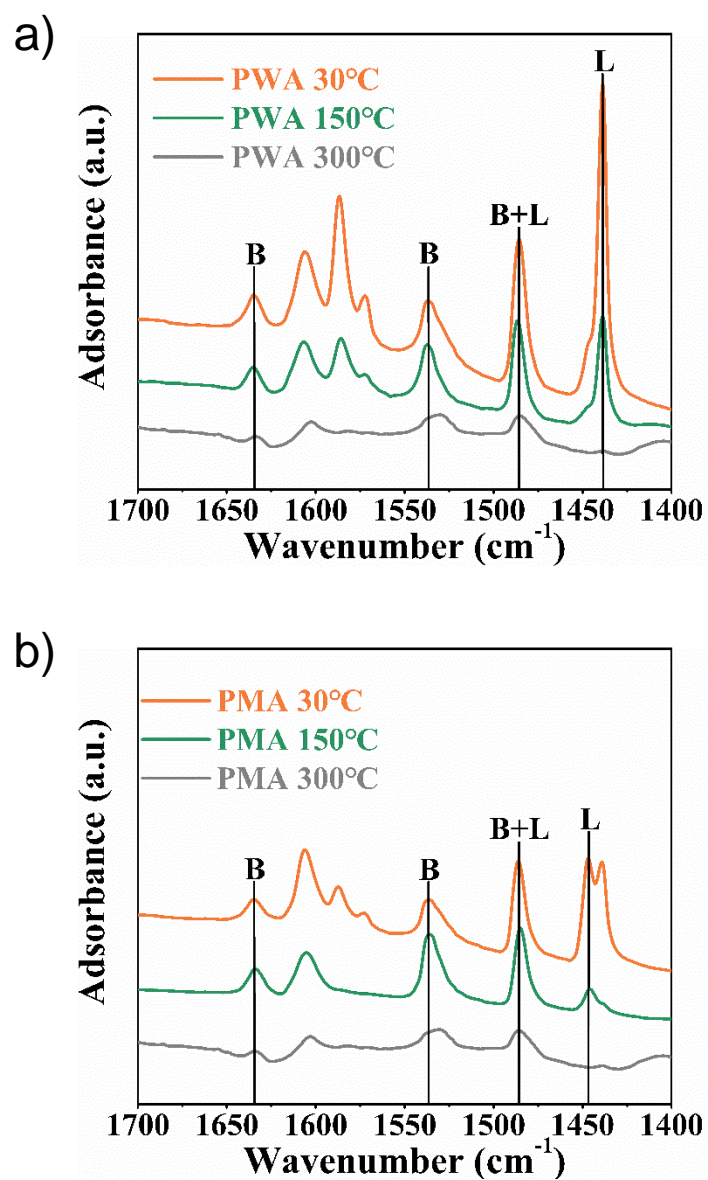 a)
PWA 30°C
PWA 150°C
PWA 300°C
B
B
B+L
L
Adsorbance (a.u.)
1700 1650 1600 1550 1500 1450 1400
Wavenumber (cm⁻¹)
b)
PMA 30°C
PMA 150°C
PMA 300°C
B
B
B+L
L
Adsorbance (a.u.)
1700 1650 1600 1550 1500 1450 1400
Wavenumber (cm⁻¹)